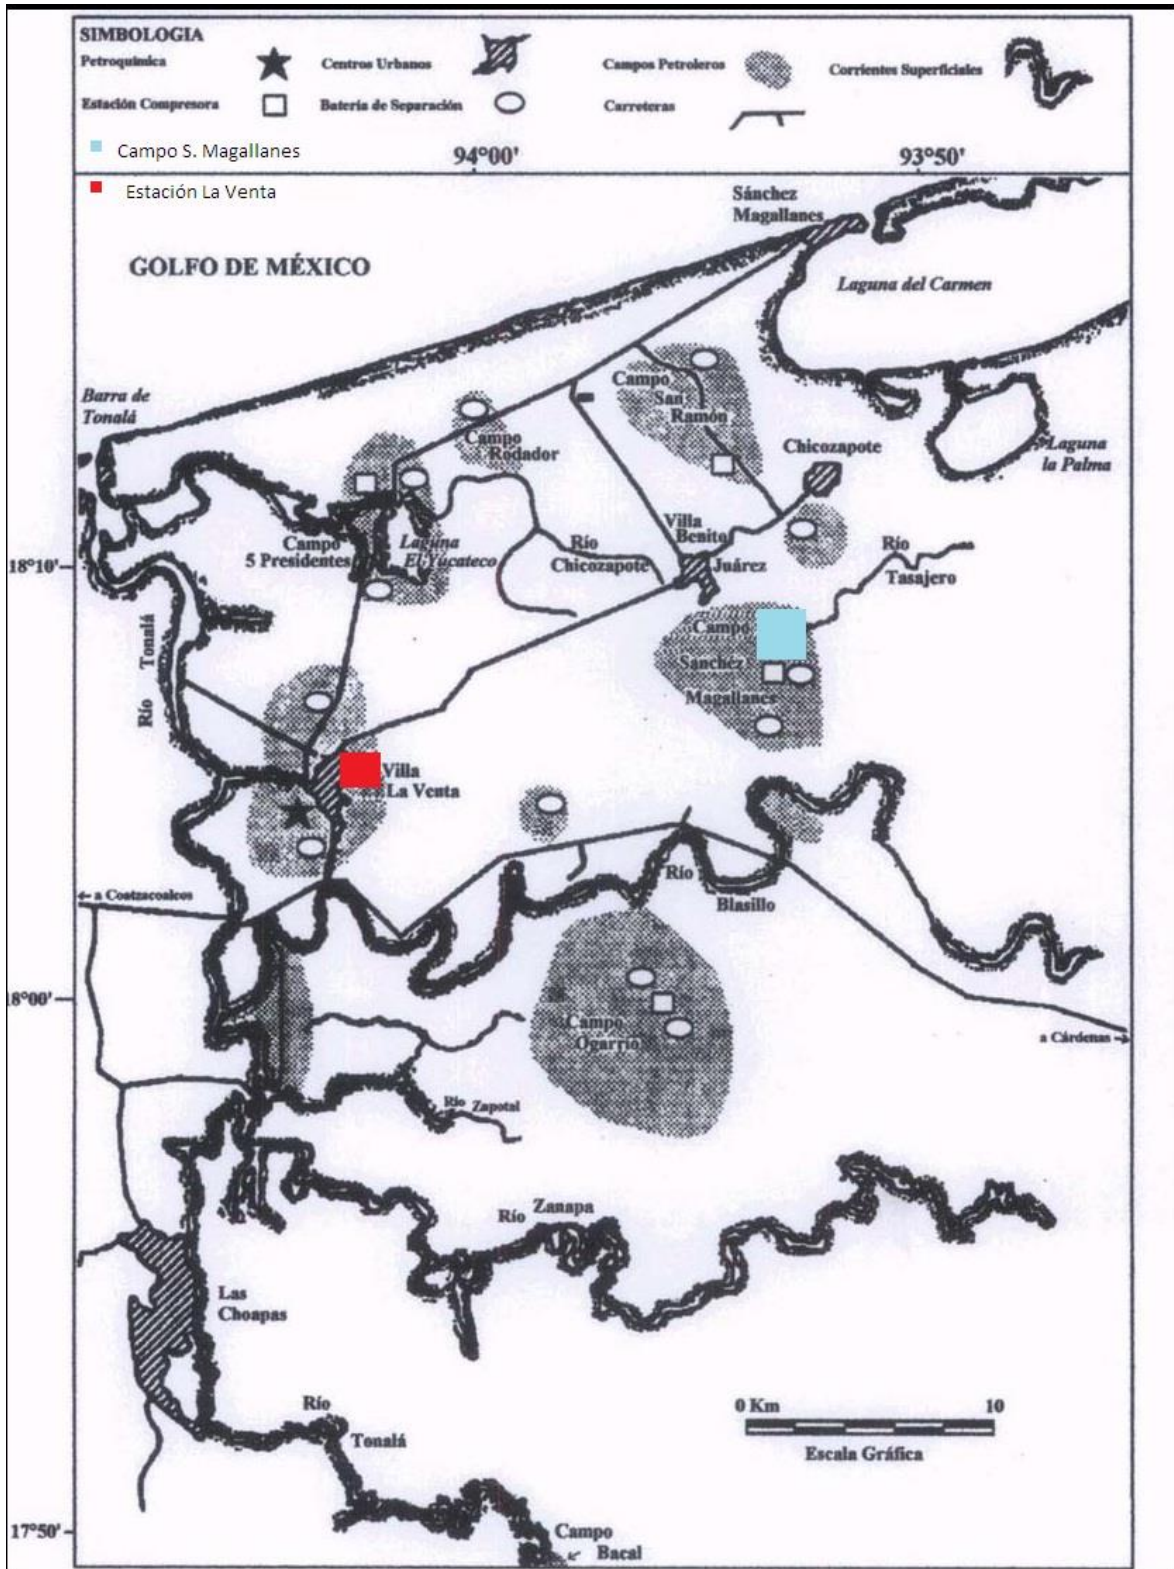 SIMBOLOGIA
Petroquímica
Centros Urbanos
Campos Petroleros
Corrientes Superficiales
Estación Compresora
Batería de Separación
Carreteras
Campo S. Magallanes
94°00'
93°50'
Estación La Venta
Sánchez
Magallanes
GOLFO DE MÉXICO
Laguna del Carmen
Barra de
Tonalá
Campo
San
Ramón
Campo
Rodador
Chicozapote
Laguna
la Palma
Villa
Benito
Juárez
Campo
5 Presidentes
Laguna
El Yucateco
Río
Chicozapote
Río
Tasajero
18°10'
Río Tonalá
Campo
Sanchéz
Magallanes
Villa
La Venta
← a Coatzacoalcos
Río
Blasillo
18°00'
Campo
Ogarrio
a Cárdenas →
Río Zapotal
Río Zanapa
Las
Choapas
Río
Tonalá
0 Km 10
Escala Gráfica
17°50'
Campo
Bacal